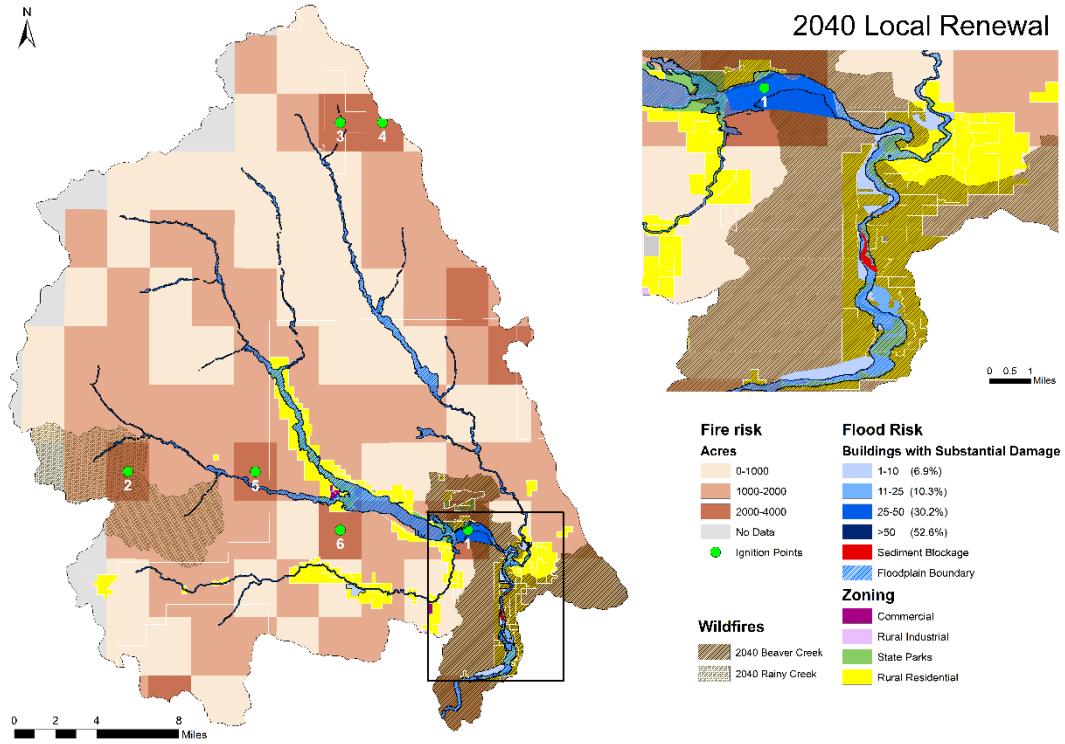 N
2040 Local Renewal
1
3
4
2
5
6
1
0 0.5 1
Miles
0 2 4 8
Miles
Fire risk
Acres
0-1000
1000-2000
2000-4000
No Data
Ignition Points
Wildfires
2040 Beaver Creek
2040 Rainy Creek
Flood Risk
Buildings with Substantial Damage
1-10 (6.9%)
11-25 (10.3%)
25-50 (30.2%)
>50 (52.6%)
Sediment Blockage
Floodplain Boundary
Zoning
Commercial
Rural Industrial
State Parks
Rural Residential